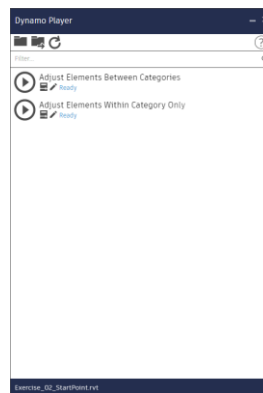 Dynamo Player
Filter...
Adjust Elements Between Categories
Ready
Adjust Elements Within Category Only
Ready
Exercise_02_StartPoint.rvt